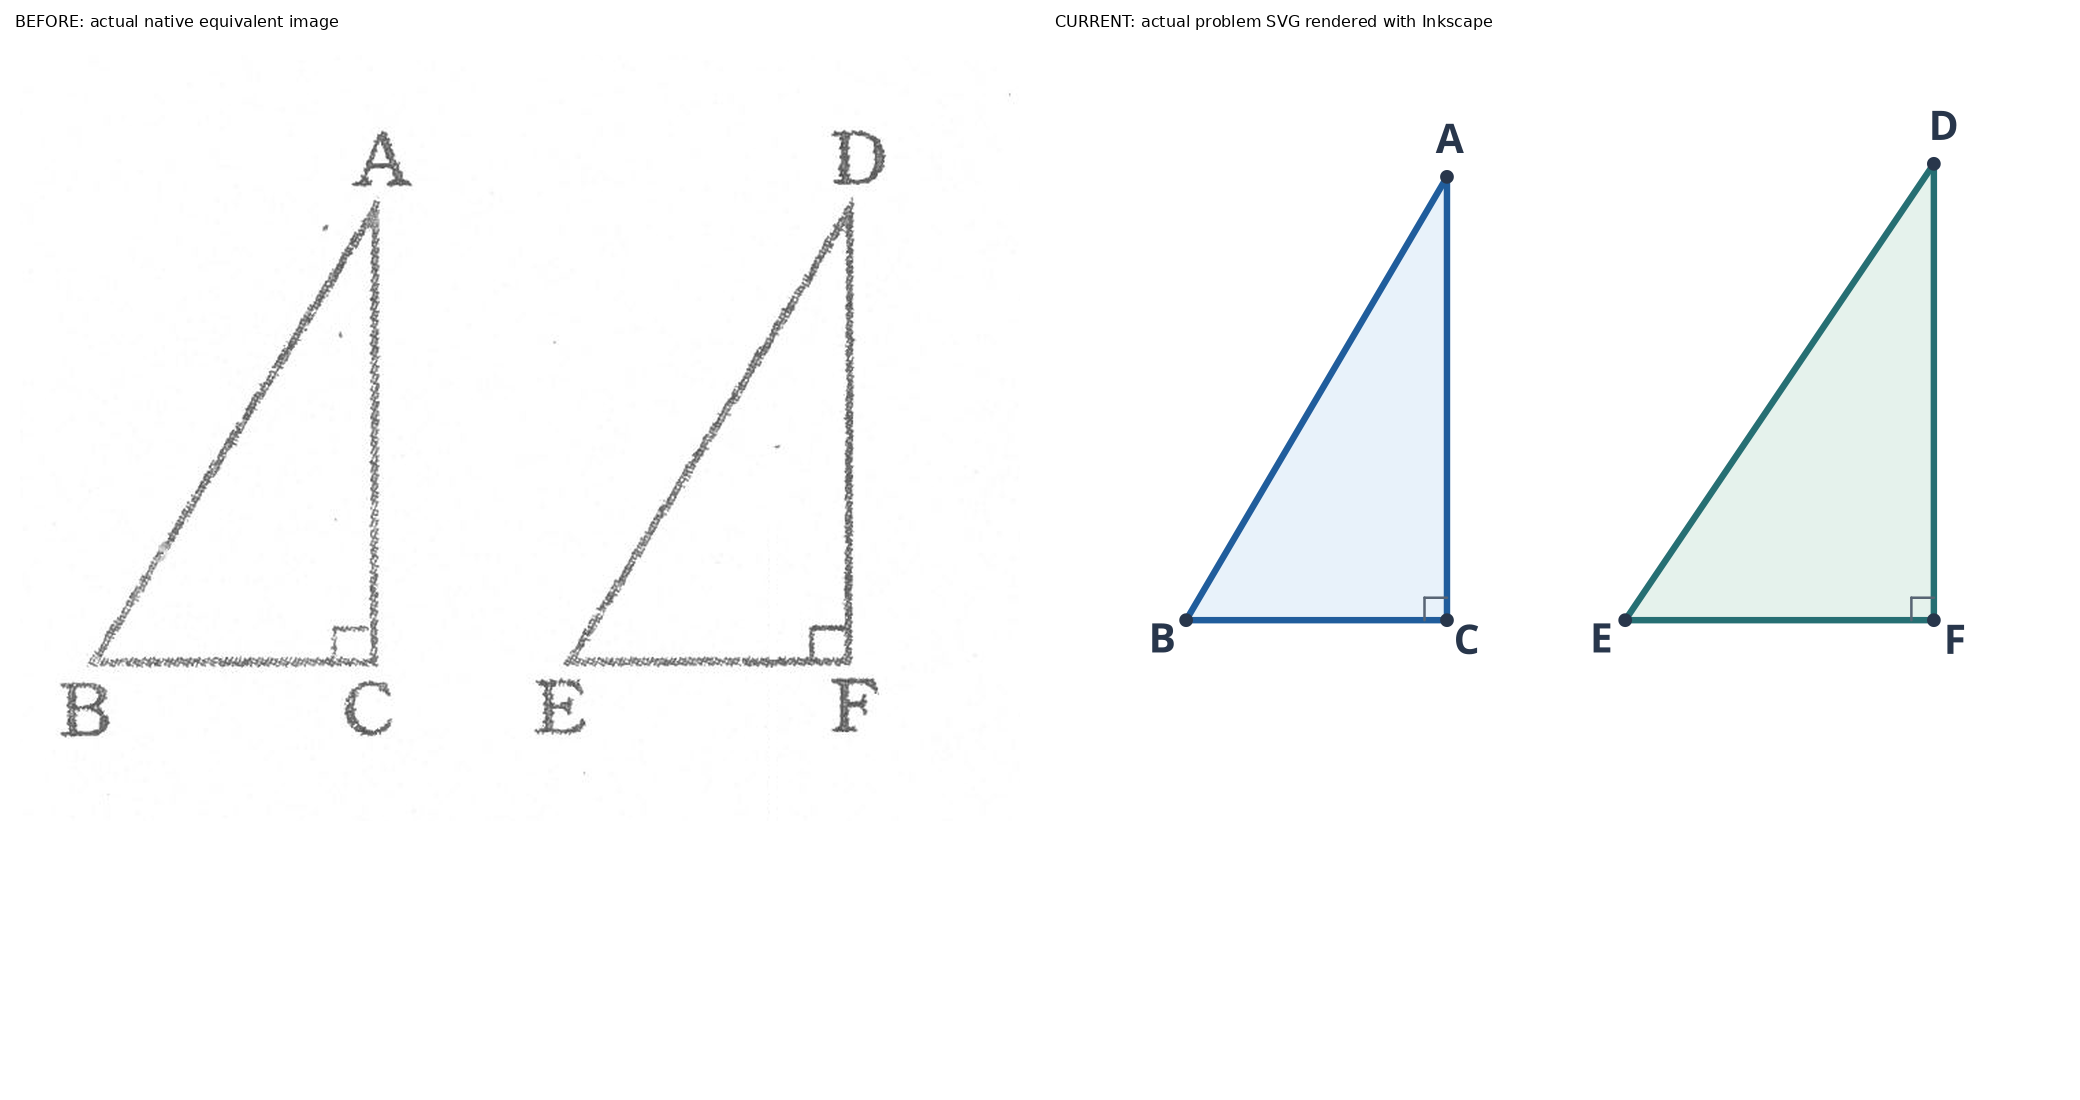 BEFORE: actual native equivalent image
CURRENT: actual problem SVG rendered with Inkscape
A
D
B
C
E
F
A
D
B
C
E
F